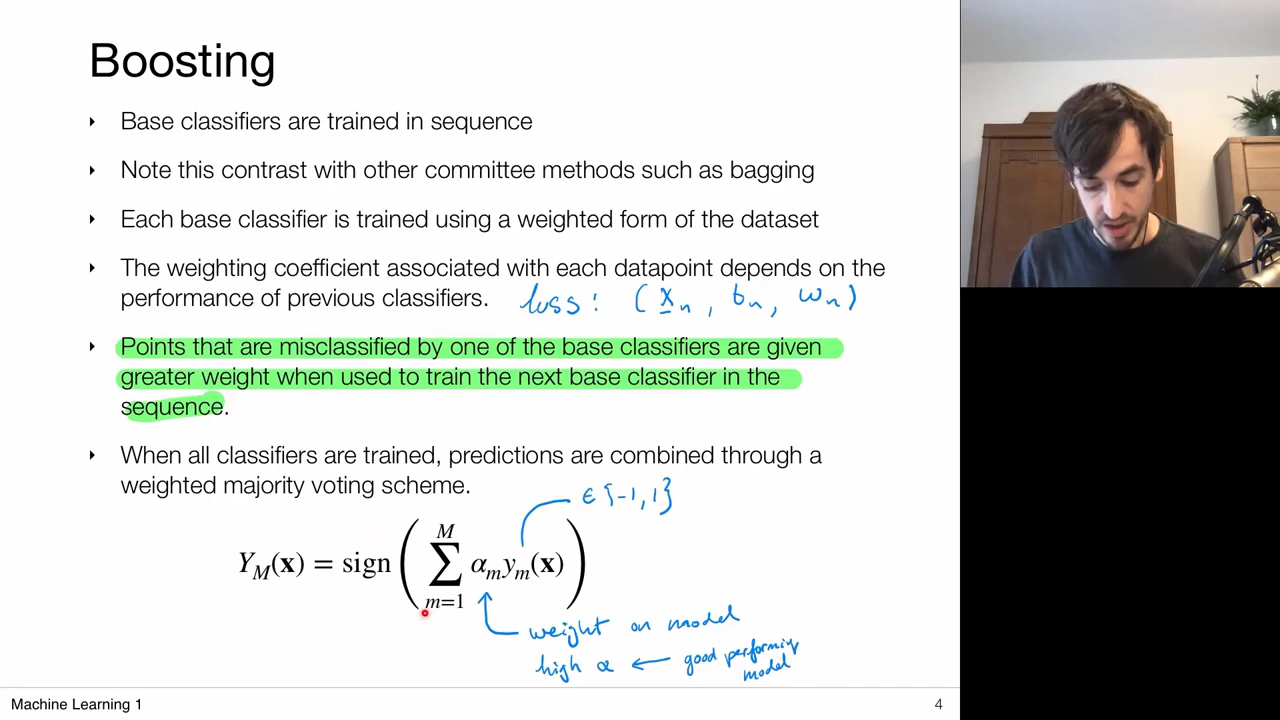 Boosting
‣ Base classifiers are trained in sequence
‣ Note this contrast with other committee methods such as bagging
‣ Each base classifier is trained using a weighted form of the dataset
‣ The weighting coefficient associated with each datapoint depends on the
performance of previous classifiers. loss: (x_n, t_n, w_n)
‣ Points that are misclassified by one of the base classifiers are given
greater weight when used to train the next base classifier in the
sequence.
‣ When all classifiers are trained, predictions are combined through a
weighted majority voting scheme.
∈ {-1, 1}
Y_M(x) = sign ( ∑_{m=1}^{M} α_m y_m(x) )
weight on model
high α ← good performing
model
Machine Learning 1 4